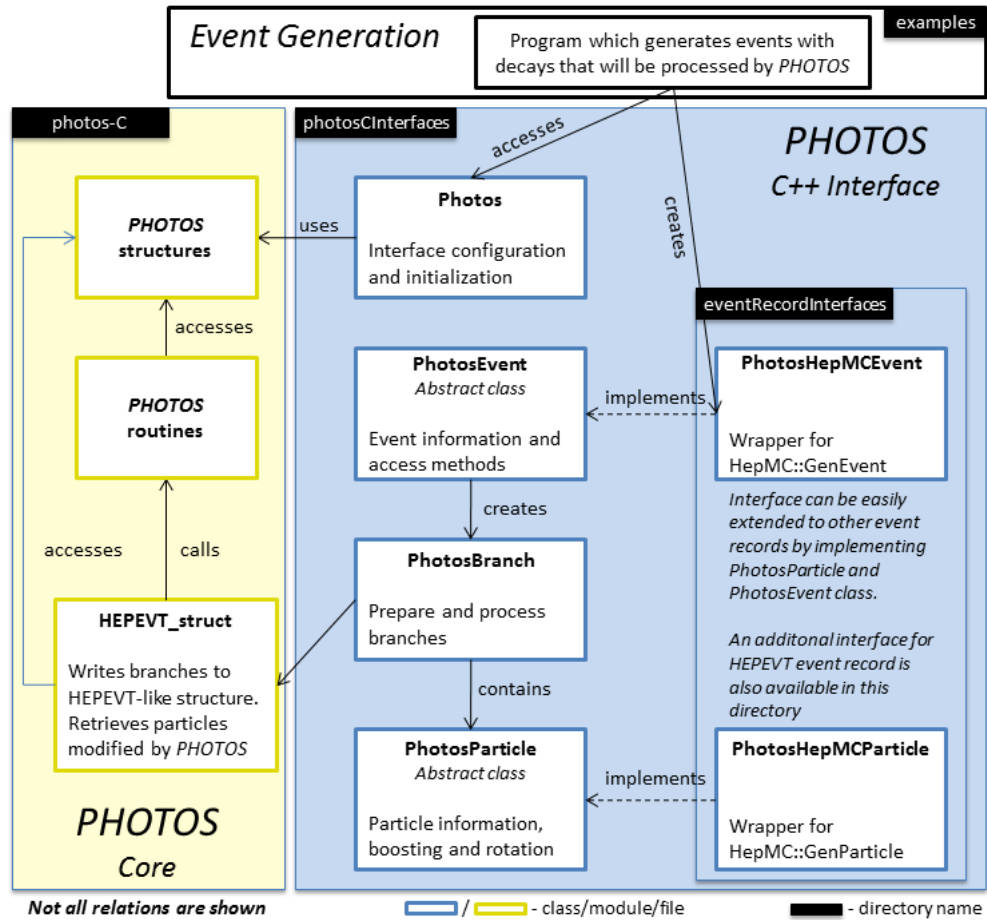 Event Generation
examples
Program which generates events with
decays that will be processed by PHOTOS
photos-C
photosCInterfaces
PHOTOS
C++ Interface
accesses
creates
PHOTOS
structures
uses
Photos
Interface configuration
and initialization
accesses
eventRecordInterfaces
PHOTOS
routines
PhotosEvent
Abstract class
Event information and
access methods
implements
PhotosHepMCEvent
Wrapper for
HepMC::GenEvent
Interface can be easily
extended to other event
records by implementing
PhotosParticle and
PhotosEvent class.
An additonal interface for
HEPEVT event record is
also available in this
directory
creates
accesses
calls
PhotosBranch
Prepare and process
branches
HEPEVT_struct
Writes branches to
HEPEVT-like structure.
Retrieves particles
modified by PHOTOS
contains
PhotosParticle
Abstract class
Particle information,
boosting and rotation
implements
PhotosHepMCParticle
Wrapper for
HepMC::GenParticle
PHOTOS
Core
Not all relations are shown
/ - class/module/file
- directory name